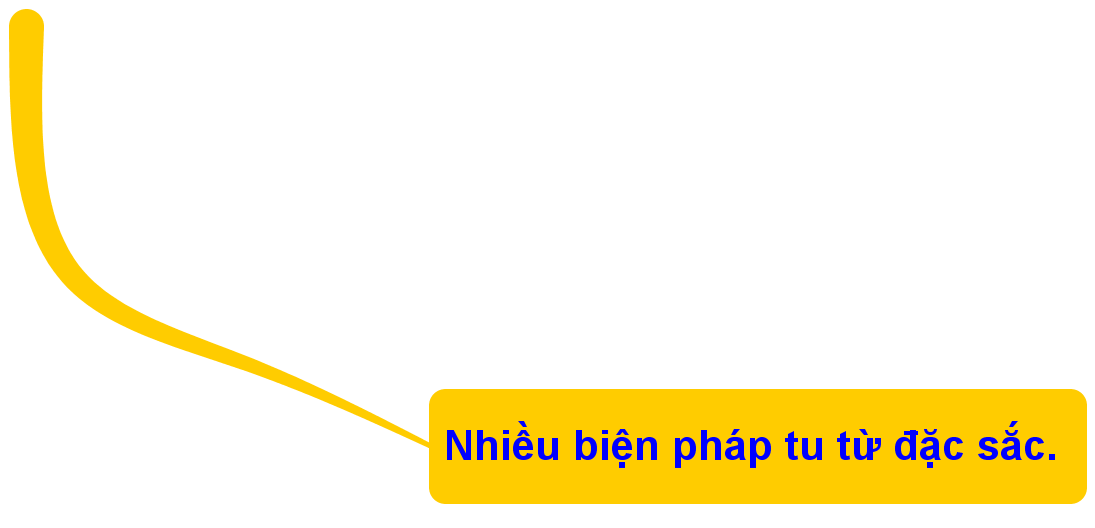 Nhiều biện pháp tu từ đặc sắc.